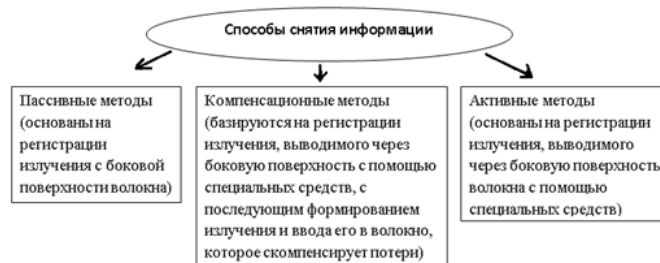 Способы снятия информации
Пассивные методы
(основаны на
регистрации
излучения с боковой
поверхности волокна)
Компенсационные методы
(базируются на регистрации
излучения, выводимого через
боковую поверхность с помощью
специальных средств, с
последующим формированием
излучения и ввода его в волокно,
которое скомпенсирует потери)
Активные методы
(основаны на регистрации
излучения, выводимого
через боковую поверхность
волокна с помощью
специальных средств)